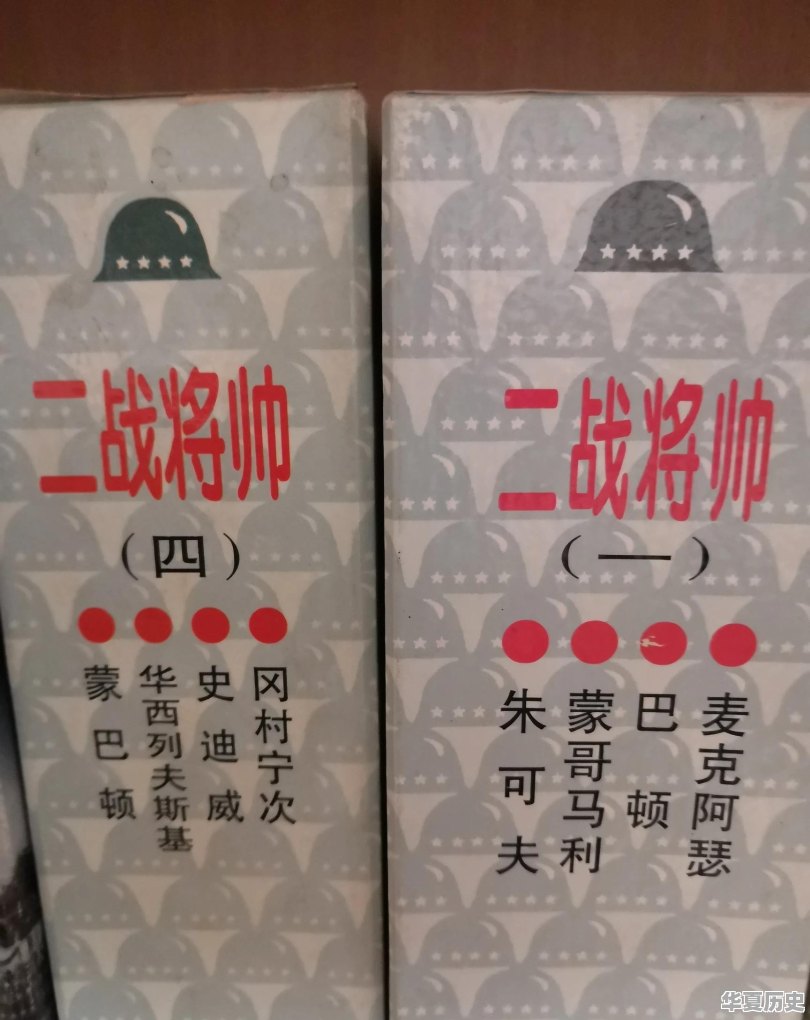 二战将帅
（四）
蒙巴顿
华西列夫斯基
史迪威
冈村宁次
二战将帅
（一）
朱可夫
蒙哥马利
巴顿
麦克阿瑟
华夏历史